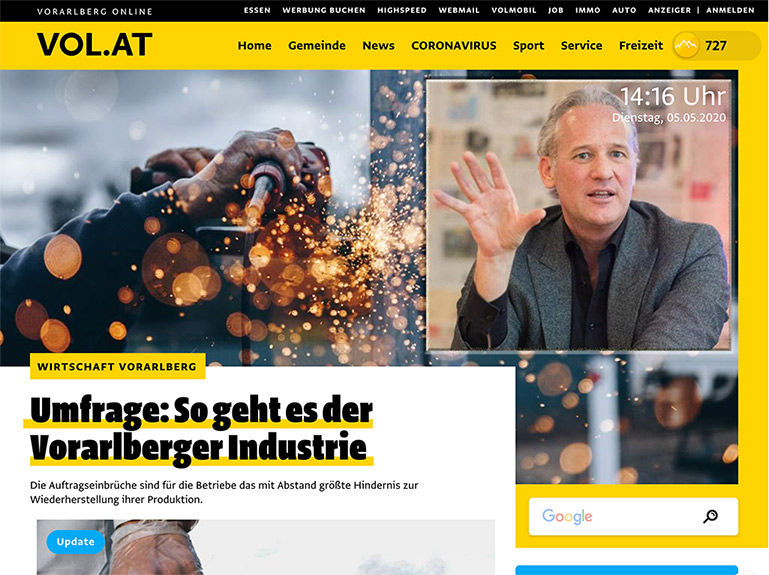 VORARLBERG ONLINE
ESSEN WERBUNG BUCHEN HIGHSPEED WEBMAIL VOLMOBIL JOB IMMO AUTO ANZEIGER | ANMELDEN
VOL.AT
Home Gemeinde News CORONAVIRUS Sport Service Freizeit 727
14:16 Uhr
Dienstag, 05.05.2020
WIRTSCHAFT VORARLBERG
Umfrage: So geht es der
Vorarlberger Industrie
Die Auftragseinbrüche sind für die Betriebe das mit Abstand größte Hindernis zur
Wiederherstellung ihrer Produktion.
Google
Update